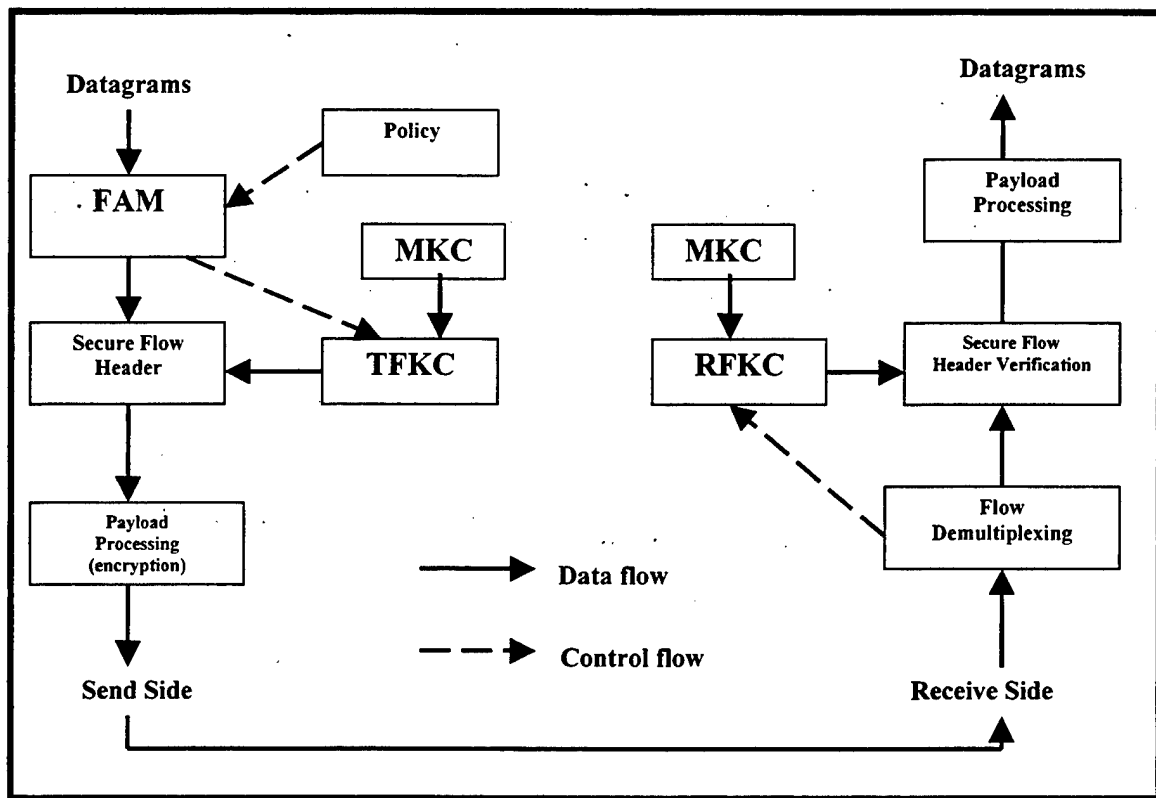 Datagrams
Policy
FAM
MKC
Secure Flow
Header
TFKC
Payload
Processing
(encryption)
Send Side
Data flow
Control flow
Datagrams
Payload
Processing
MKC
RFKC
Secure Flow
Header Verification
Flow
Demultiplexing
Receive Side